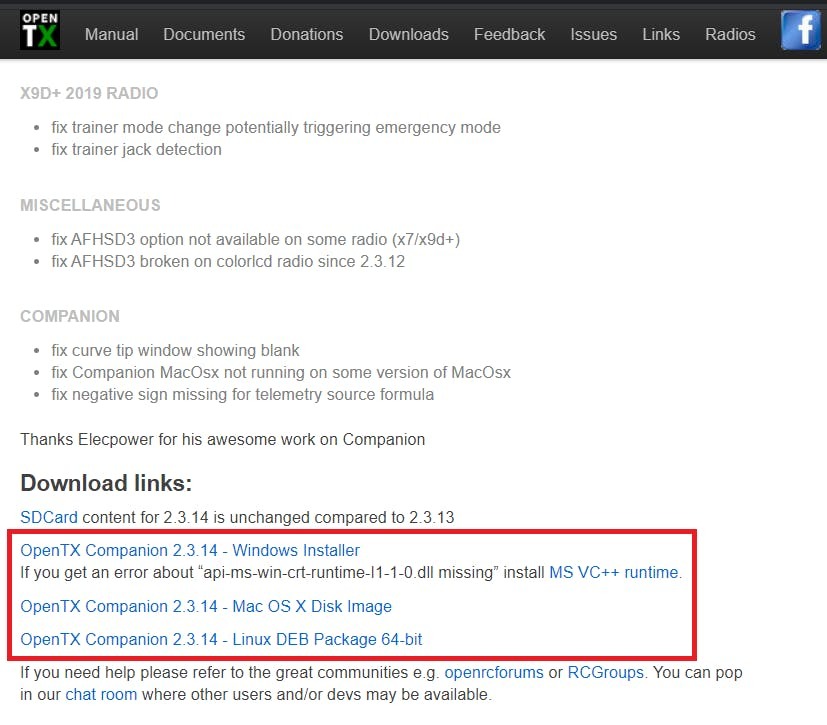 OPEN
TX
Manual Documents Donations Downloads Feedback Issues Links Radios f
X9D+ 2019 RADIO
• fix trainer mode change potentially triggering emergency mode
• fix trainer jack detection
MISCELLANEOUS
• fix AFHSD3 option not available on some radio (x7/x9d+)
• fix AFHSD3 broken on colorlcd radio since 2.3.12
COMPANION
• fix curve tip window showing blank
• fix Companion MacOsx not running on some version of MacOsx
• fix negative sign missing for telemetry source formula
Thanks Elecpower for his awesome work on Companion
Download links:
SDCard content for 2.3.14 is unchanged compared to 2.3.13
OpenTX Companion 2.3.14 - Windows Installer
If you get an error about “api-ms-win-crt-runtime-l1-1-0.dll missing” install MS VC++ runtime.
OpenTX Companion 2.3.14 - Mac OS X Disk Image
OpenTX Companion 2.3.14 - Linux DEB Package 64-bit
If you need help please refer to the great communities e.g. openrcforums or RCGroups. You can pop
in our chat room where other users and/or devs may be available.